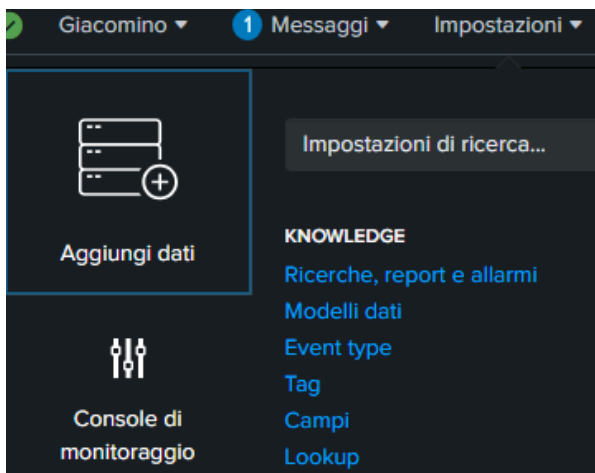 Giacomino
1 Messaggi
Impostazioni
Aggiungi dati
Console di
monitoraggio
Impostazioni di ricerca...
KNOWLEDGE
Ricerche, report e allarmi
Modelli dati
Event type
Tag
Campi
Lookup